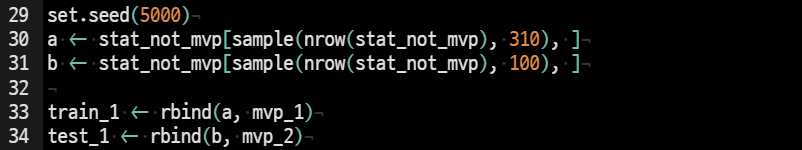 29 set.seed(5000)¬
30 a·<-·stat_not_mvp[sample(nrow(stat_not_mvp),·310),·]¬
31 b·<-·stat_not_mvp[sample(nrow(stat_not_mvp),·100),·]¬
32 ¬
33 train_1·<-·rbind(a,·mvp_1)¬
34 test_1·<-·rbind(b,·mvp_2)¬